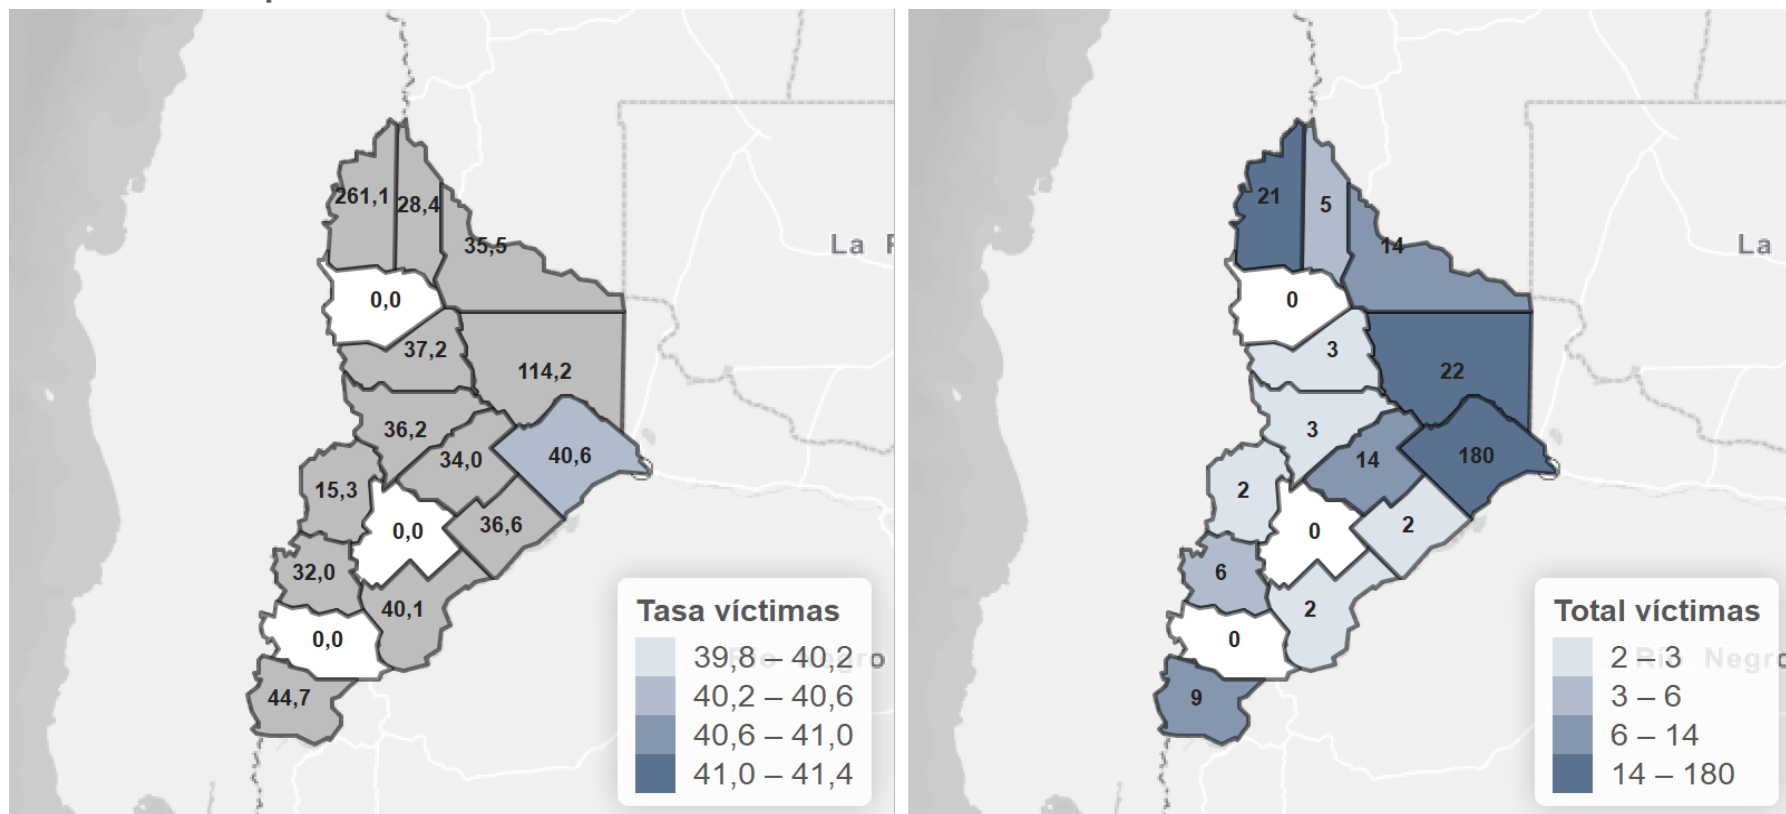 261,1
28,4
35,5
La
0,0
37,2
114,2
36,2
34,0
40,6
15,3
0,0
36,6
32,0
40,1
0,0
44,7
Tasa víctimas
39,8 – 40,2
40,2 – 40,6
40,6 – 41,0
41,0 – 41,4
Río Negro
21
5
14
La
0
3
22
3
14
180
2
0
2
6
2
0
9
Total víctimas
2 – 3
3 – 6
6 – 14
14 – 180
Río Negro